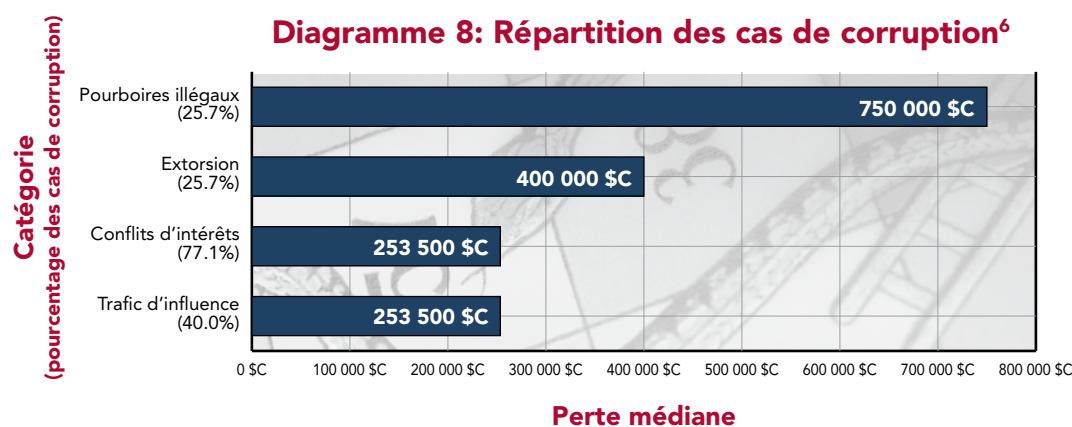 Diagramme 8: Répartition des cas de corruption⁶
Catégorie
(pourcentage des cas de corruption)
Pourboires illégaux
(25.7%)
750 000 $C
Extorsion
(25.7%)
400 000 $C
Conflits d’intérêts
(77.1%)
253 500 $C
Trafic d’influence
(40.0%)
253 500 $C
0 $C 100 000 $C 200 000 $C 300 000 $C 400 000 $C 500 000 $C 600 000 $C 700 000 $C 800 000 $C
Perte médiane